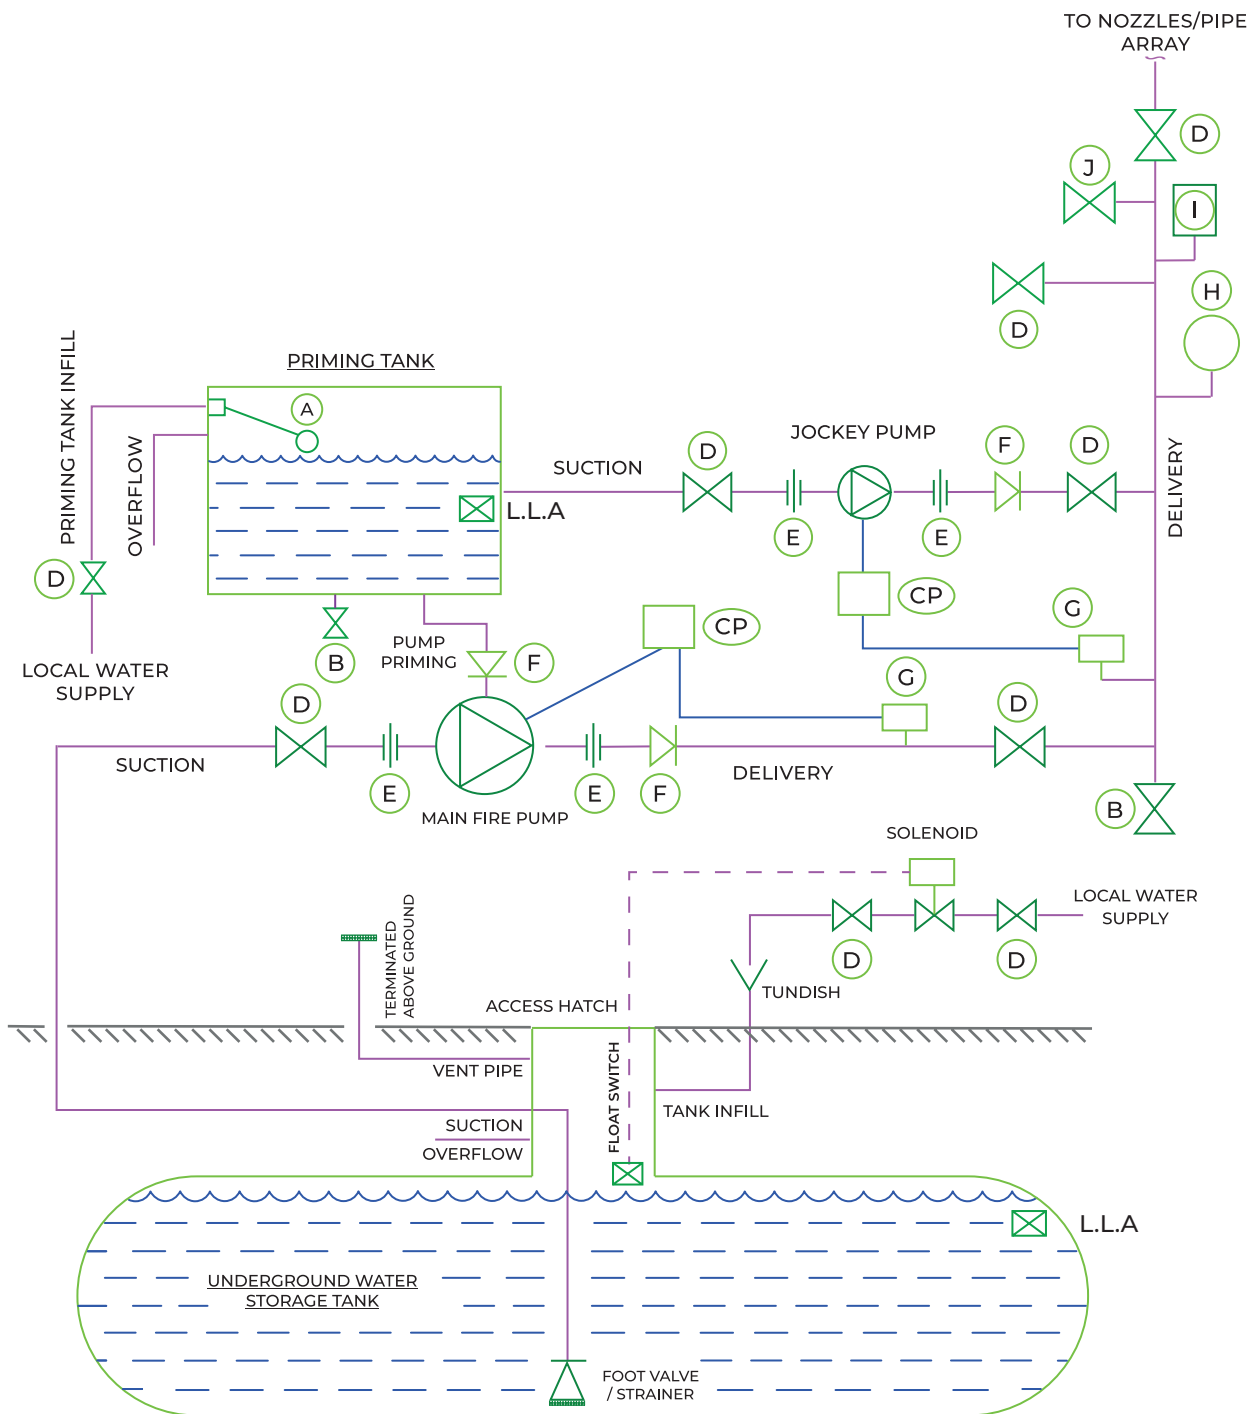 TO NOZZLES/PIPE
ARRAY
D
J
I
H
D
PRIMING TANK
A
PRIMING TANK INFILL
OVERFLOW
D
LOCAL WATER
SUPPLY
L.L.A
SUCTION
D
JOCKEY PUMP
F
D
E
E
DELIVERY
CP
G
B
PUMP
PRIMING
F
CP
G
D
D
SUCTION
E
MAIN FIRE PUMP
E
F
DELIVERY
B
SOLENOID
LOCAL WATER
SUPPLY
D
D
TUNDISH
TERMINATED
ABOVE GROUND
ACCESS HATCH
VENT PIPE
FLOAT SWITCH
TANK INFILL
SUCTION
OVERFLOW
L.L.A
UNDERGROUND WATER
STORAGE TANK
FOOT VALVE
/ STRAINER